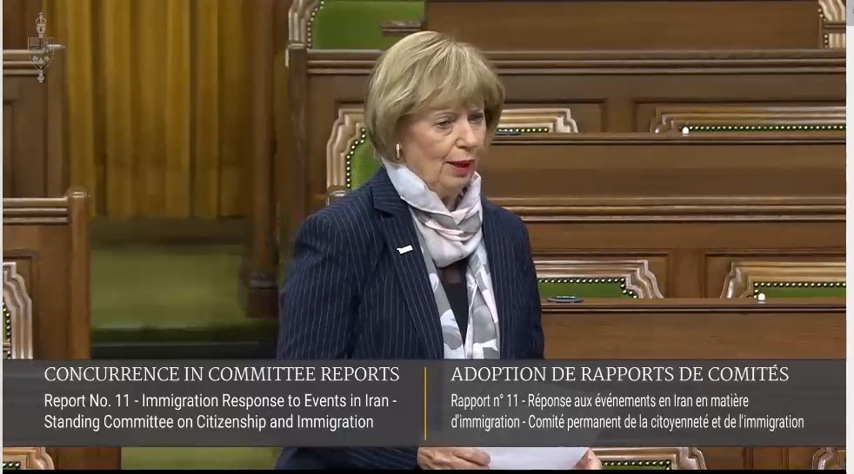 CONCURRENCE IN COMMITTEE REPORTS
Report No. 11 - Immigration Response to Events in Iran -
Standing Committee on Citizenship and Immigration
ADOPTION DE RAPPORTS DE COMITÉS
Rapport n° 11 - Réponse aux événements en Iran en matière
d'immigration - Comité permanent de la citoyenneté et de l'immigration